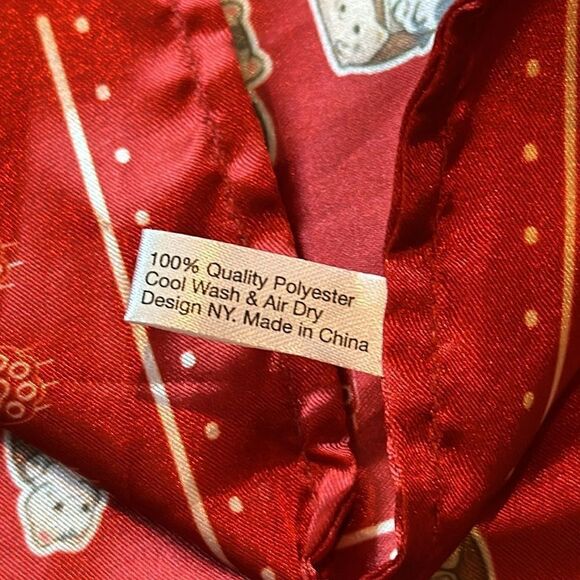 100% Quality Polyester
Cool Wash & Air Dry
Design NY. Made in China